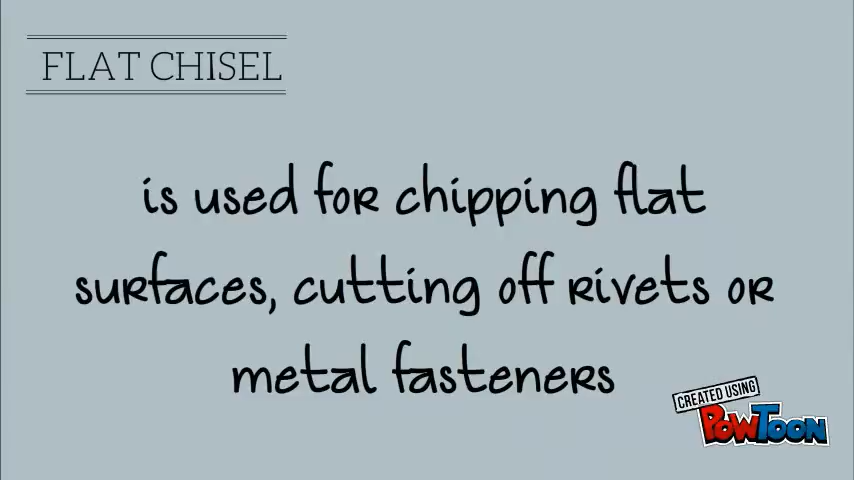 FLAT CHISEL
is used for chipping flat
surfaces, cutting off rivets or
metal fasteners
CREATED USING
POWTOON